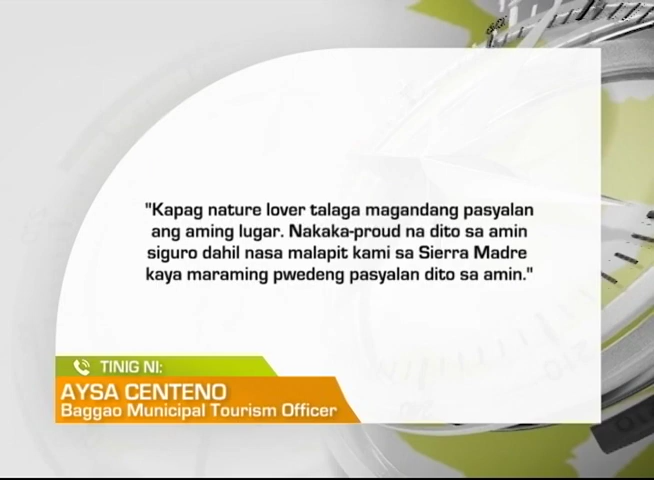 "Kapag nature lover talaga magandang pasyalan
ang aming lugar. Nakaka-proud na dito sa amin
siguro dahil nasa malapit kami sa Sierra Madre
kaya maraming pwedeng pasyalan dito sa amin."
TINIG NI:
AYSA CENTENO
Baggao Municipal Tourism Officer
210
240